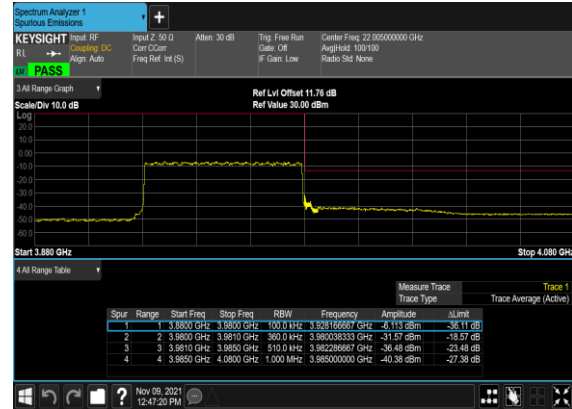 Spectrum Analyzer 1
Spurious Emissions
+
KEYSIGHT Input: RF Input Z: 50 Ω Atten: 30 dB Trig: Free Run Center Freq: 22.005000000 GHz
RL Coupling: DC Corr CCorr Gate: Off Avg|Hold: 100/100
Align: Auto Freq Ref: Int (S) IF Gain: Low Radio Std: None
PASS
3 All Range Graph
Ref Lvl Offset 11.76 dB
Scale/Div 10.0 dB Ref Value 30.00 dBm
Log
20.0
10.0
0.00
-10.0
-20.0
-30.0
-40.0
-50.0
-60.0
Start 3.880 GHz Stop 4.080 GHz
4 All Range Table
Measure Trace Trace 1
Trace Type Trace Average (Active)
Spur Range Start Freq Stop Freq RBW Frequency Amplitude ΔLimit
1 1 3.8800 GHz 3.9800 GHz 100.0 kHz 3.928166667 GHz -6.113 dBm -36.11 dB
2 2 3.9800 GHz 3.9810 GHz 360.0 kHz 3.980038333 GHz -31.57 dBm -18.57 dB
3 3 3.9810 GHz 3.9850 GHz 510.0 kHz 3.982286667 GHz -36.48 dBm -23.48 dB
4 4 3.9850 GHz 4.0800 GHz 1.000 MHz 3.985000000 GHz -40.38 dBm -27.38 dB
? Nov 09, 2021
12:47:20 PM